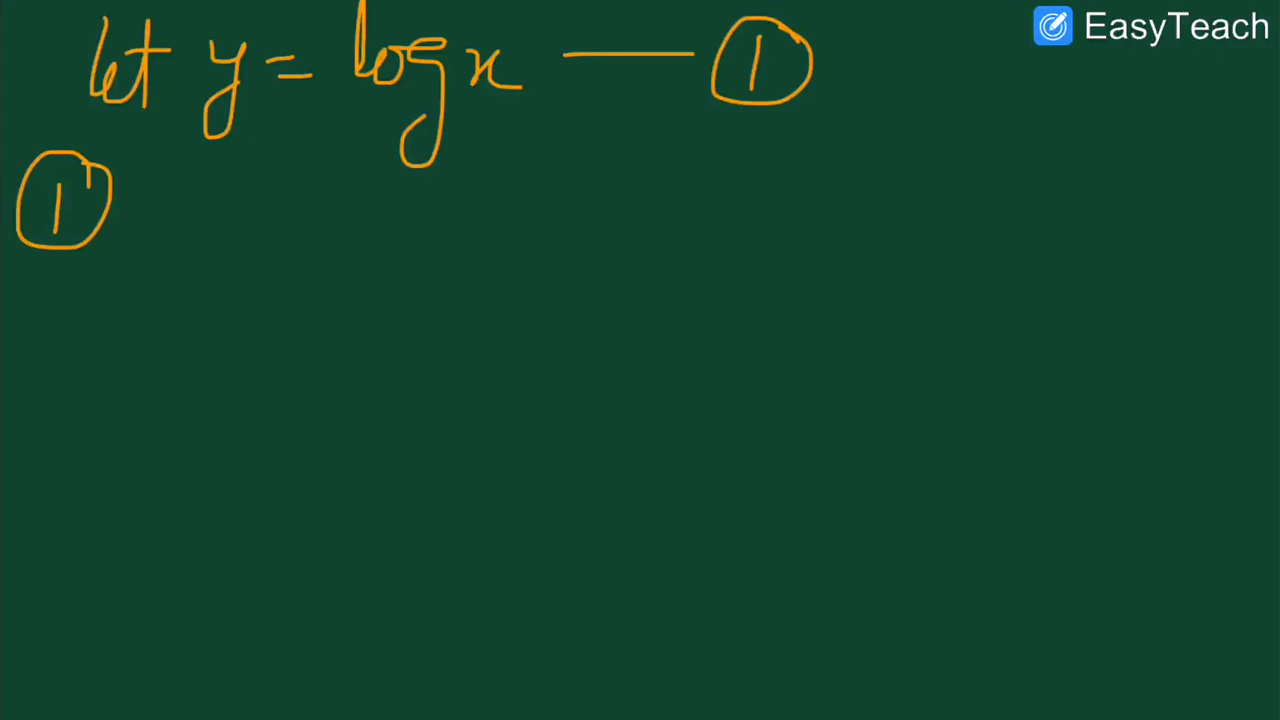 EasyTeach
let y = log x — ①
①